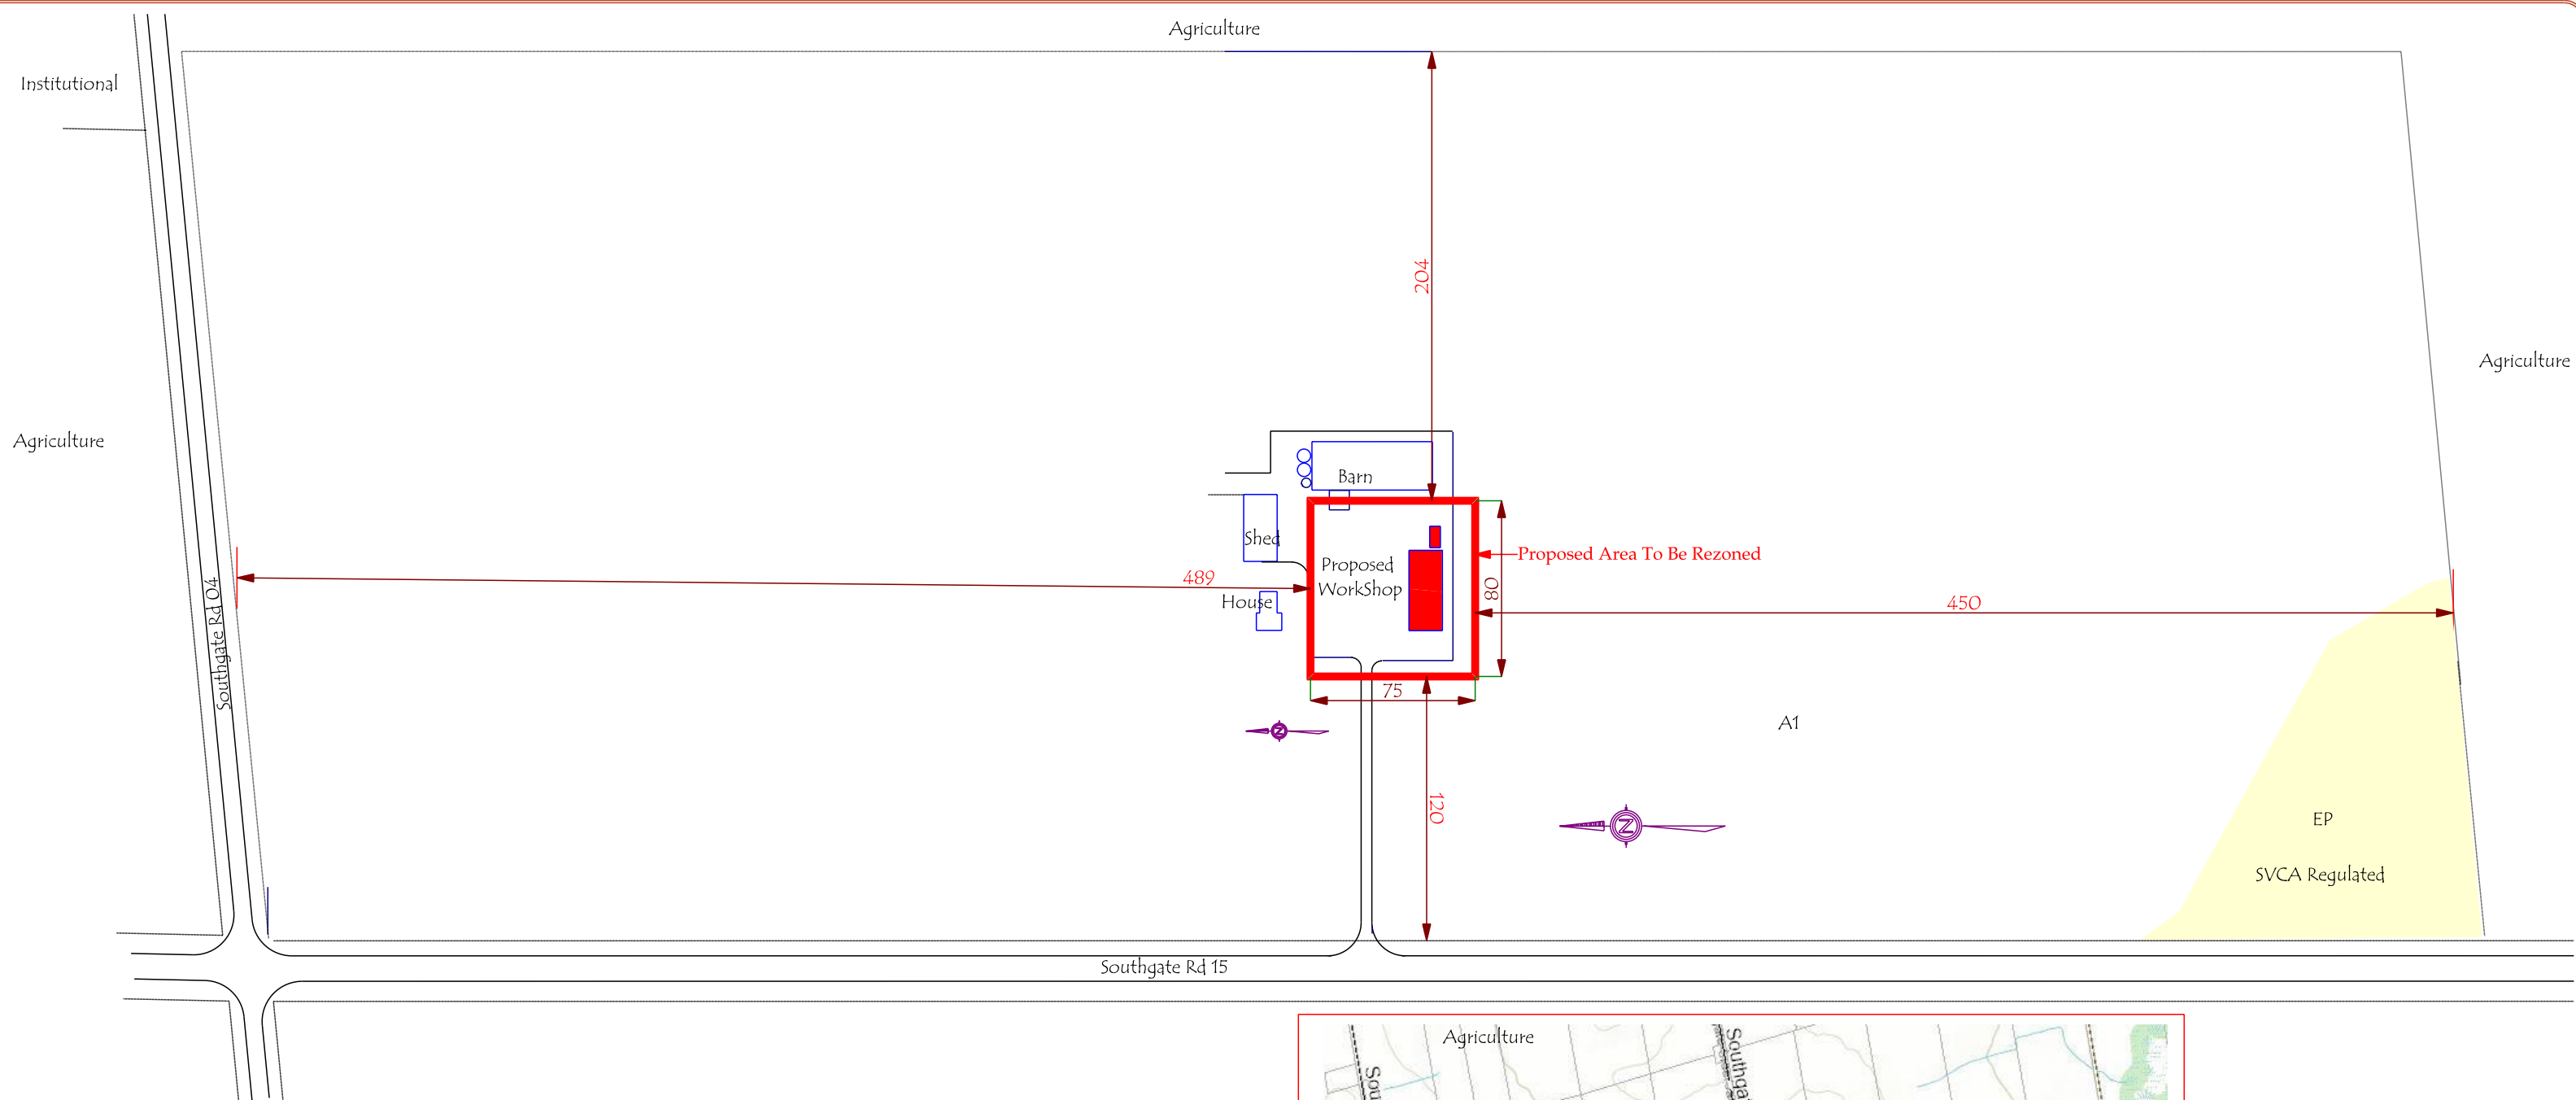 Agriculture
Institutional
204
Agriculture
Agriculture
Barn
Shed
Proposed
WorkShop
Proposed Area To Be Rezoned
489
House
80
450
Southgate Rd 04
75
A1
N
120
N
EP
SVCA Regulated
Southgate Rd 15
Agriculture